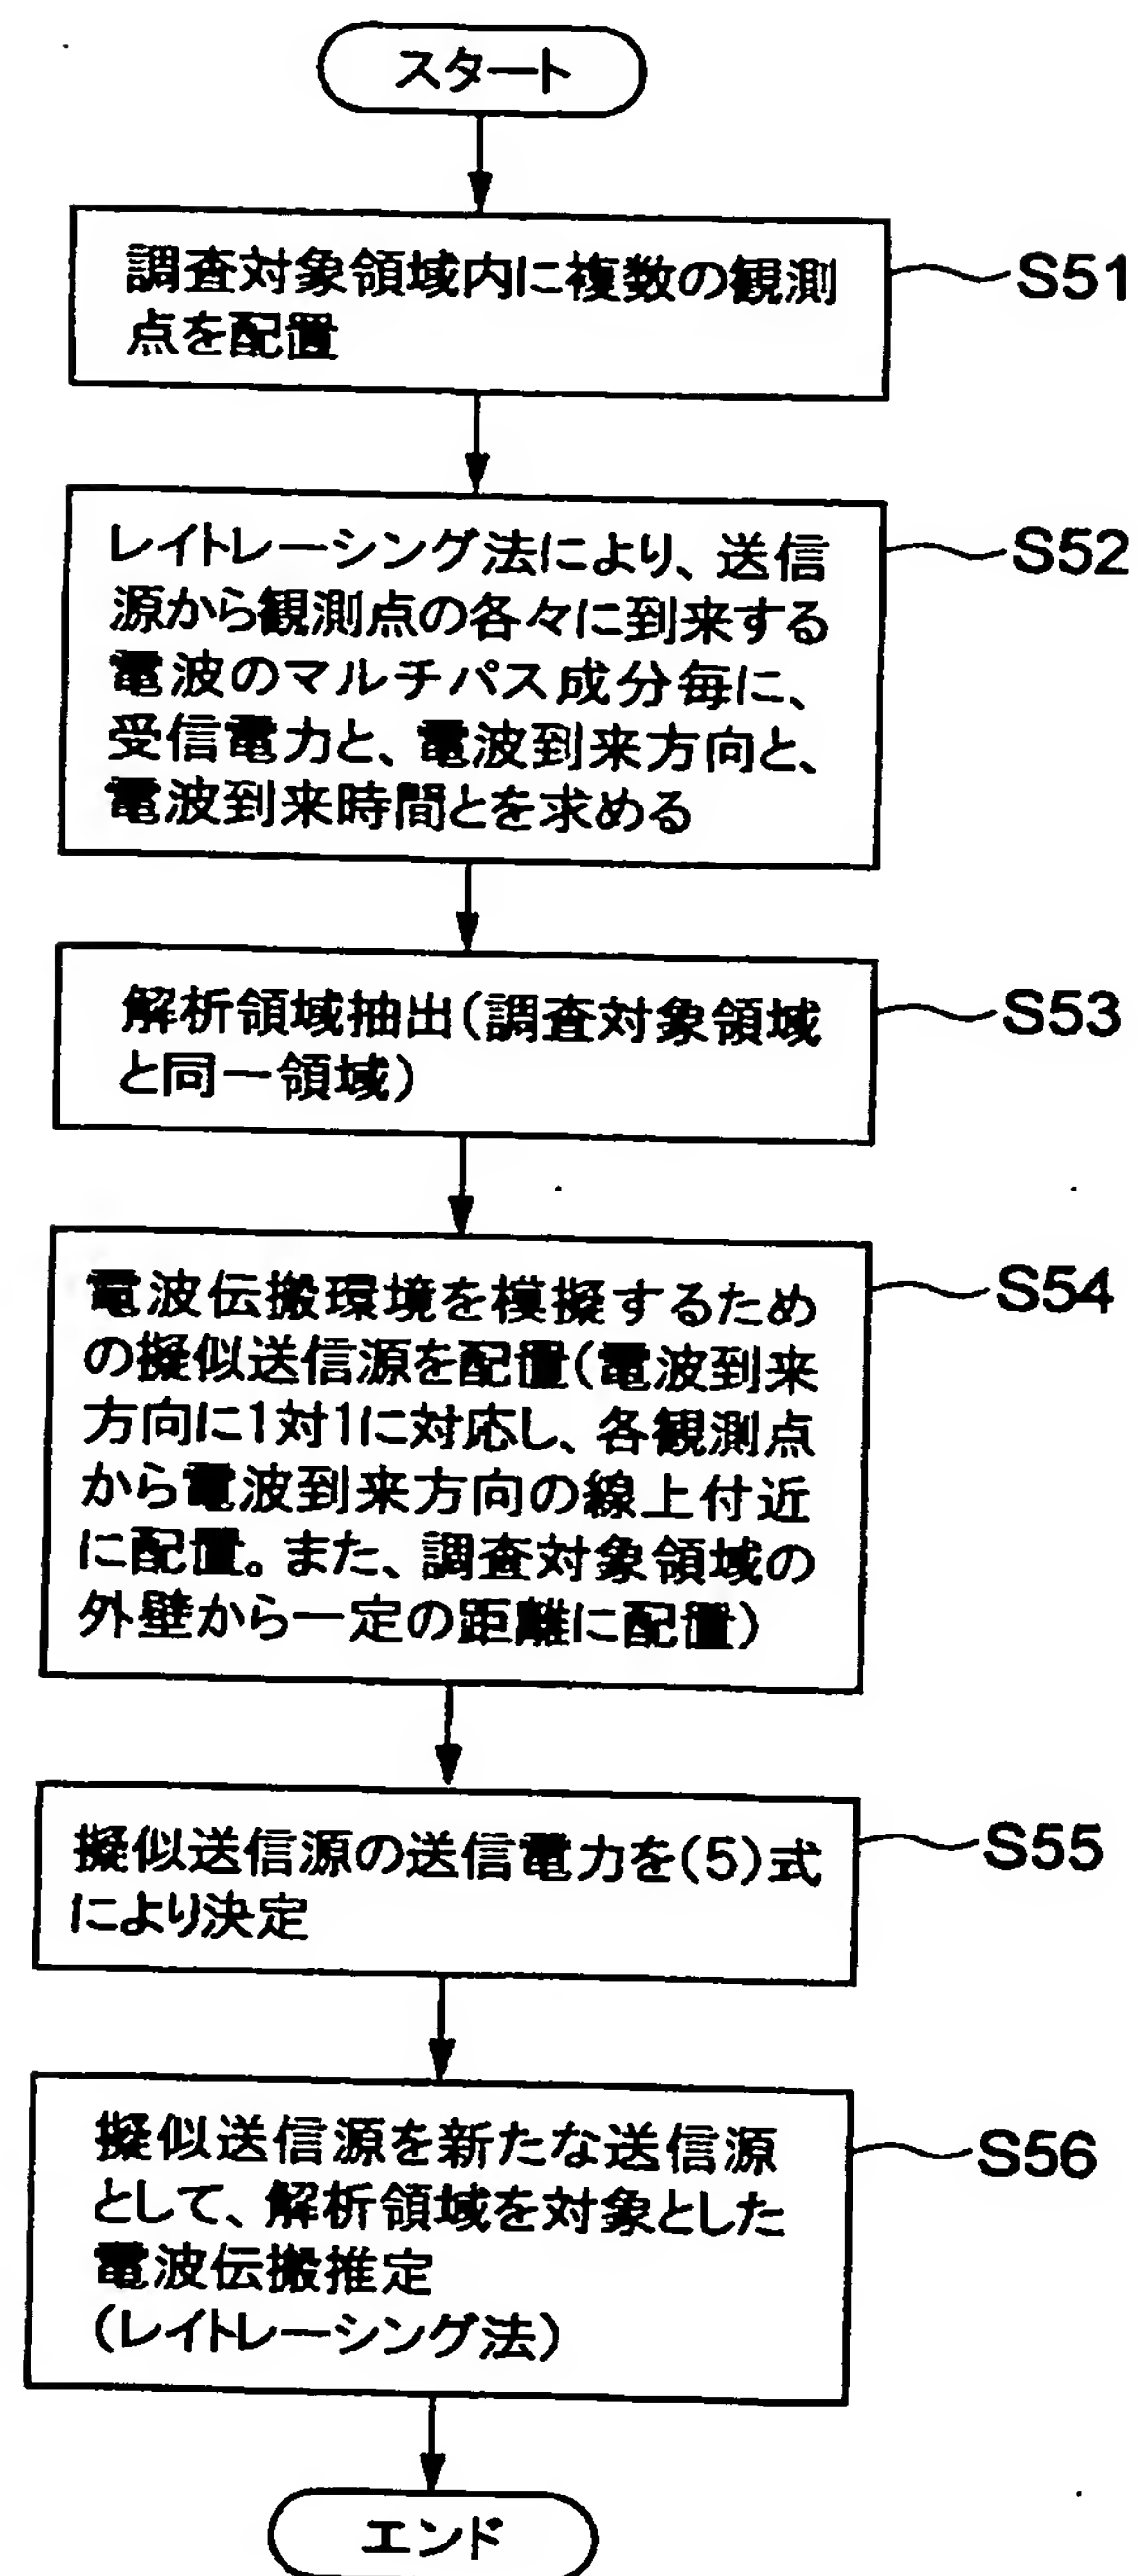 スタート
調査対象領域内に複数の観測
点を配置
S51
レイトレーシング法により、送信
源から観測点の各々に到来する
電波のマルチパス成分毎に、
受信電力と、電波到来方向と、
電波到来時間とを求める
S52
解析領域抽出(調査対象領域
と同一領域)
S53
電波伝搬環境を模擬するため
の擬似送信源を配置(電波到来
方向に1対1に対応し、各観測点
から電波到来方向の線上付近
に配置。また、調査対象領域の
外壁から一定の距離に配置)
S54
擬似送信源の送信電力を(5)式
により決定
S55
擬似送信源を新たな送信源
として、解析領域を対象とした
電波伝搬推定
(レイトレーシング法)
S56
エンド